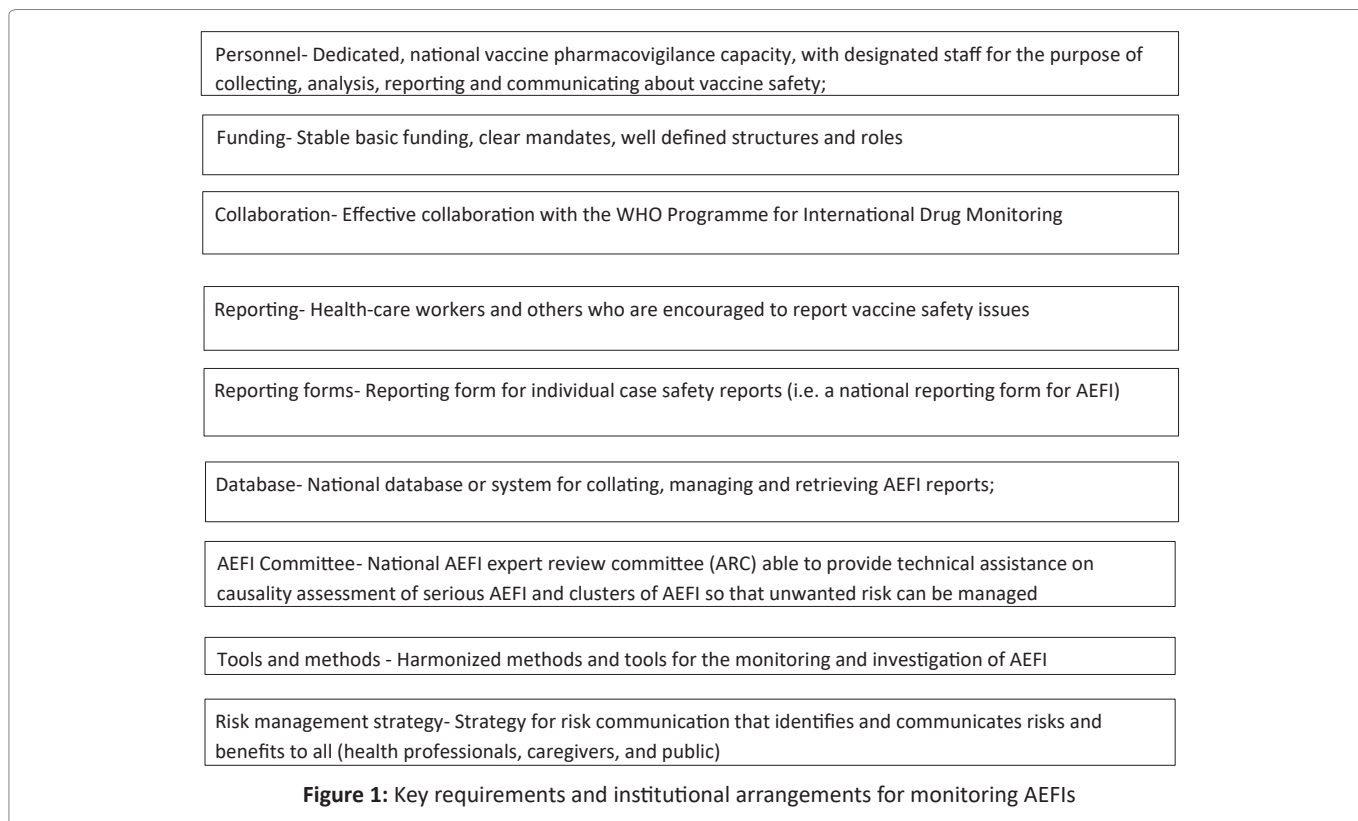 Personnel- Dedicated, national vaccine pharmacovigilance capacity, with designated staff for the purpose of
collecting, analysis, reporting and communicating about vaccine safety;
Funding- Stable basic funding, clear mandates, well defined structures and roles
Collaboration- Effective collaboration with the WHO Programme for International Drug Monitoring
Reporting- Health-care workers and others who are encouraged to report vaccine safety issues
Reporting forms- Reporting form for individual case safety reports (i.e. a national reporting form for AEFI)
Database- National database or system for collating, managing and retrieving AEFI reports;
AEFI Committee- National AEFI expert review committee (ARC) able to provide technical assistance on
causality assessment of serious AEFI and clusters of AEFI so that unwanted risk can be managed
Tools and methods - Harmonized methods and tools for the monitoring and investigation of AEFI
Risk management strategy- Strategy for risk communication that identifies and communicates risks and
benefits to all (health professionals, caregivers, and public)
Figure 1: Key requirements and institutional arrangements for monitoring AEFIs